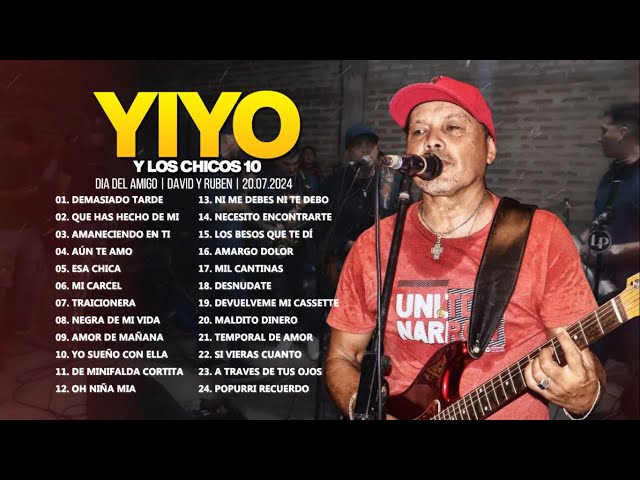 YIYO
Y LOS CHICOS 10
DIA DEL AMIGO | DAVID Y RUBEN | 20.07.2024
01. DEMASIADO TARDE
02. QUE HAS HECHO DE MI
03. AMANECIENDO EN TI
04. AÚN TE AMO
05. ESA CHICA
06. MI CARCEL
07. TRAICIONERA
08. NEGRA DE MI VIDA
09. AMOR DE MAÑANA
10. YO SUEÑO CON ELLA
11. DE MINIFALDA CORTITA
12. OH NIÑA MIA
13. NI ME DEBES NI TE DEBO
14. NECESITO ENCONTRARTE
15. LOS BESOS QUE TE DÍ
16. AMARGO DOLOR
17. MIL CANTINAS
18. DESNUDATE
19. DEVUELVEME MI CASSETTE
20. MALDITO DINERO
21. TEMPORAL DE AMOR
22. SI VIERAS CUANTO
23. A TRAVES DE TUS OJOS
24. POPURRI RECUERDO
LP